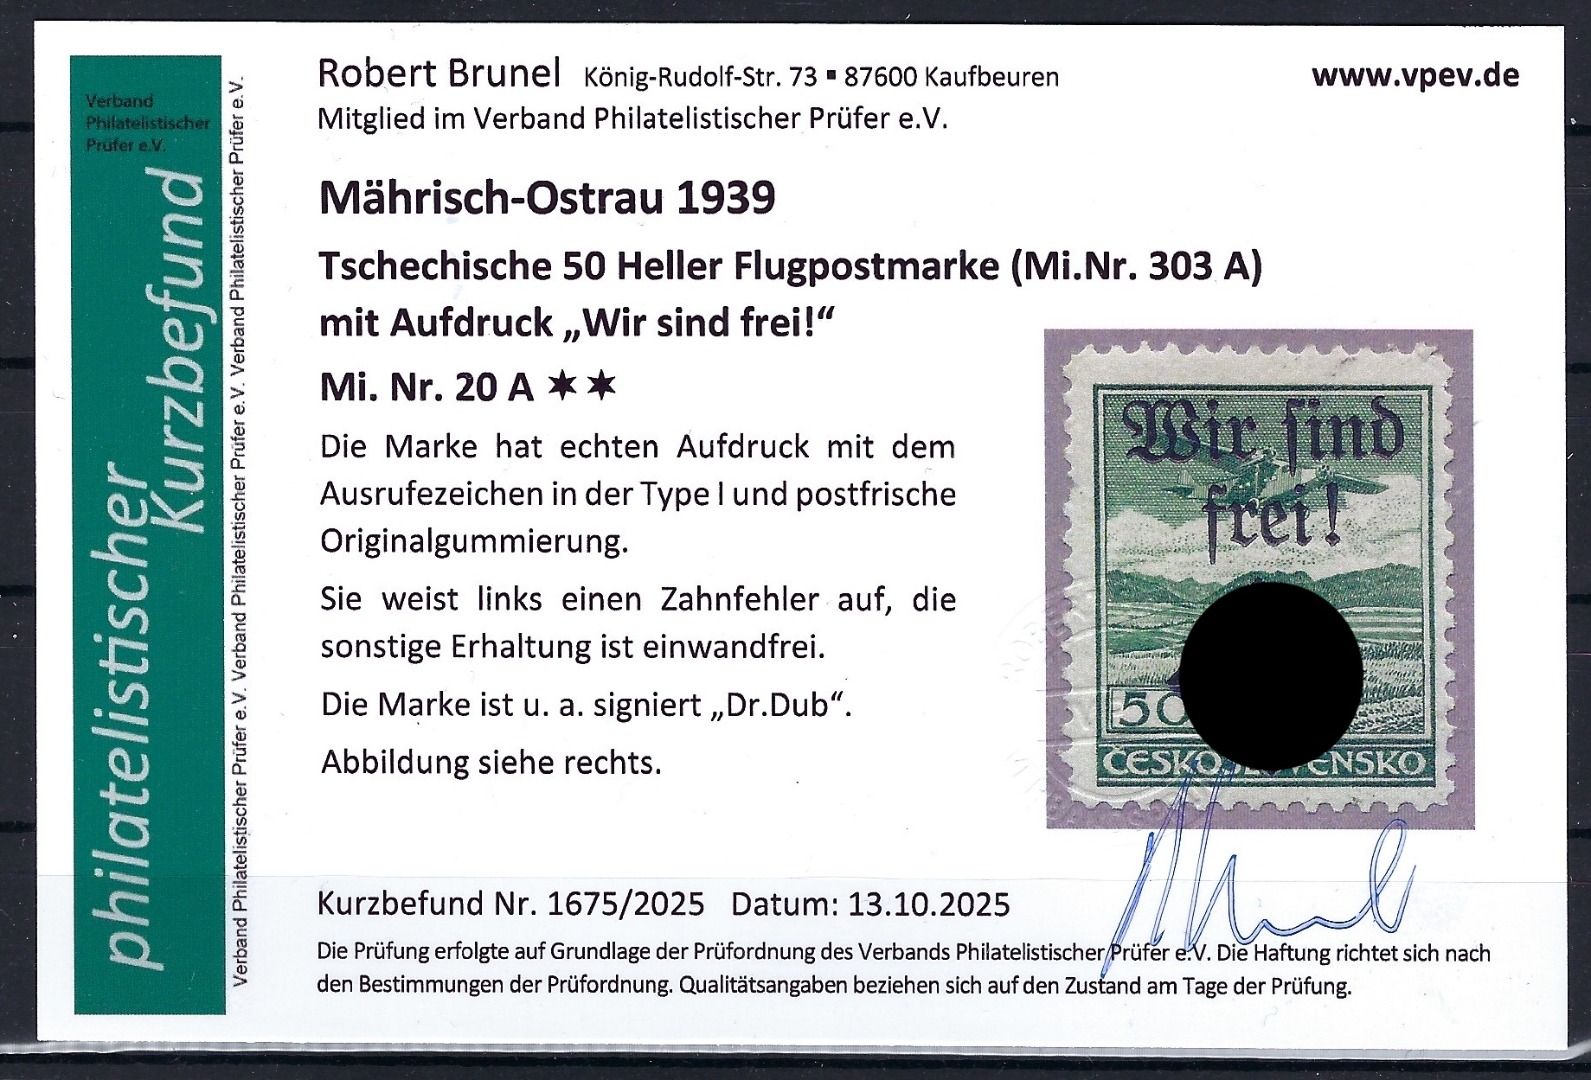 Verband
Philatelistischer
Prüfer e.V.
philatelistischer
Kurzbefund
Verband Philatelistischer Prüfer e.V. Verband Philatelistischer Prüfer e.V. Verband Philatelistischer Prüfer e.V. Verband Philatelistischer Prüfer e.V.
Robert Brunel König-Rudolf-Str. 73 ▪ 87600 Kaufbeuren
www.vpev.de
Mitglied im Verband Philatelistischer Prüfer e.V.
Mährisch-Ostrau 1939
Tschechische 50 Heller Flugpostmarke (Mi.Nr. 303 A)
mit Aufdruck „Wir sind frei!“
Mi. Nr. 20 A ✶ ✶
Die Marke hat echten Aufdruck mit dem
Ausrufezeichen in der Type I und postfrische
Originalgummierung.
Sie weist links einen Zahnfehler auf, die
sonstige Erhaltung ist einwandfrei.
Die Marke ist u. a. signiert „Dr.Dub“.
Abbildung siehe rechts.
Wir sind
frei!
50
Kurzbefund Nr. 1675/2025 Datum: 13.10.2025
Die Prüfung erfolgte auf Grundlage der Prüfordnung des Verbands Philatelistischer Prüfer e.V. Die Haftung richtet sich nach
den Bestimmungen der Prüfordnung. Qualitätsangaben beziehen sich auf den Zustand am Tage der Prüfung.